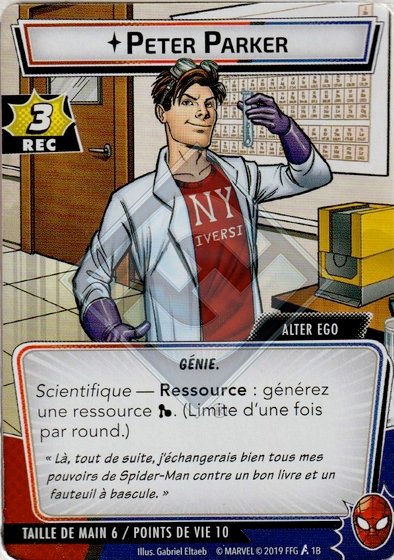 PETER PARKER
3
REC
NY
IVERSI
ALTER EGO
GÉNIE.
Scientifique — Ressource : générez
une ressource . (Limite d'une fois
par round.)
« Là, tout de suite, j'échangerais bien tous mes
pouvoirs de Spider-Man contre un bon livre et un
fauteuil à bascule. »
TAILLE DE MAIN 6 / POINTS DE VIE 10
Illus. Gabriel Eltaeb © MARVEL © 2019 FFG 1B